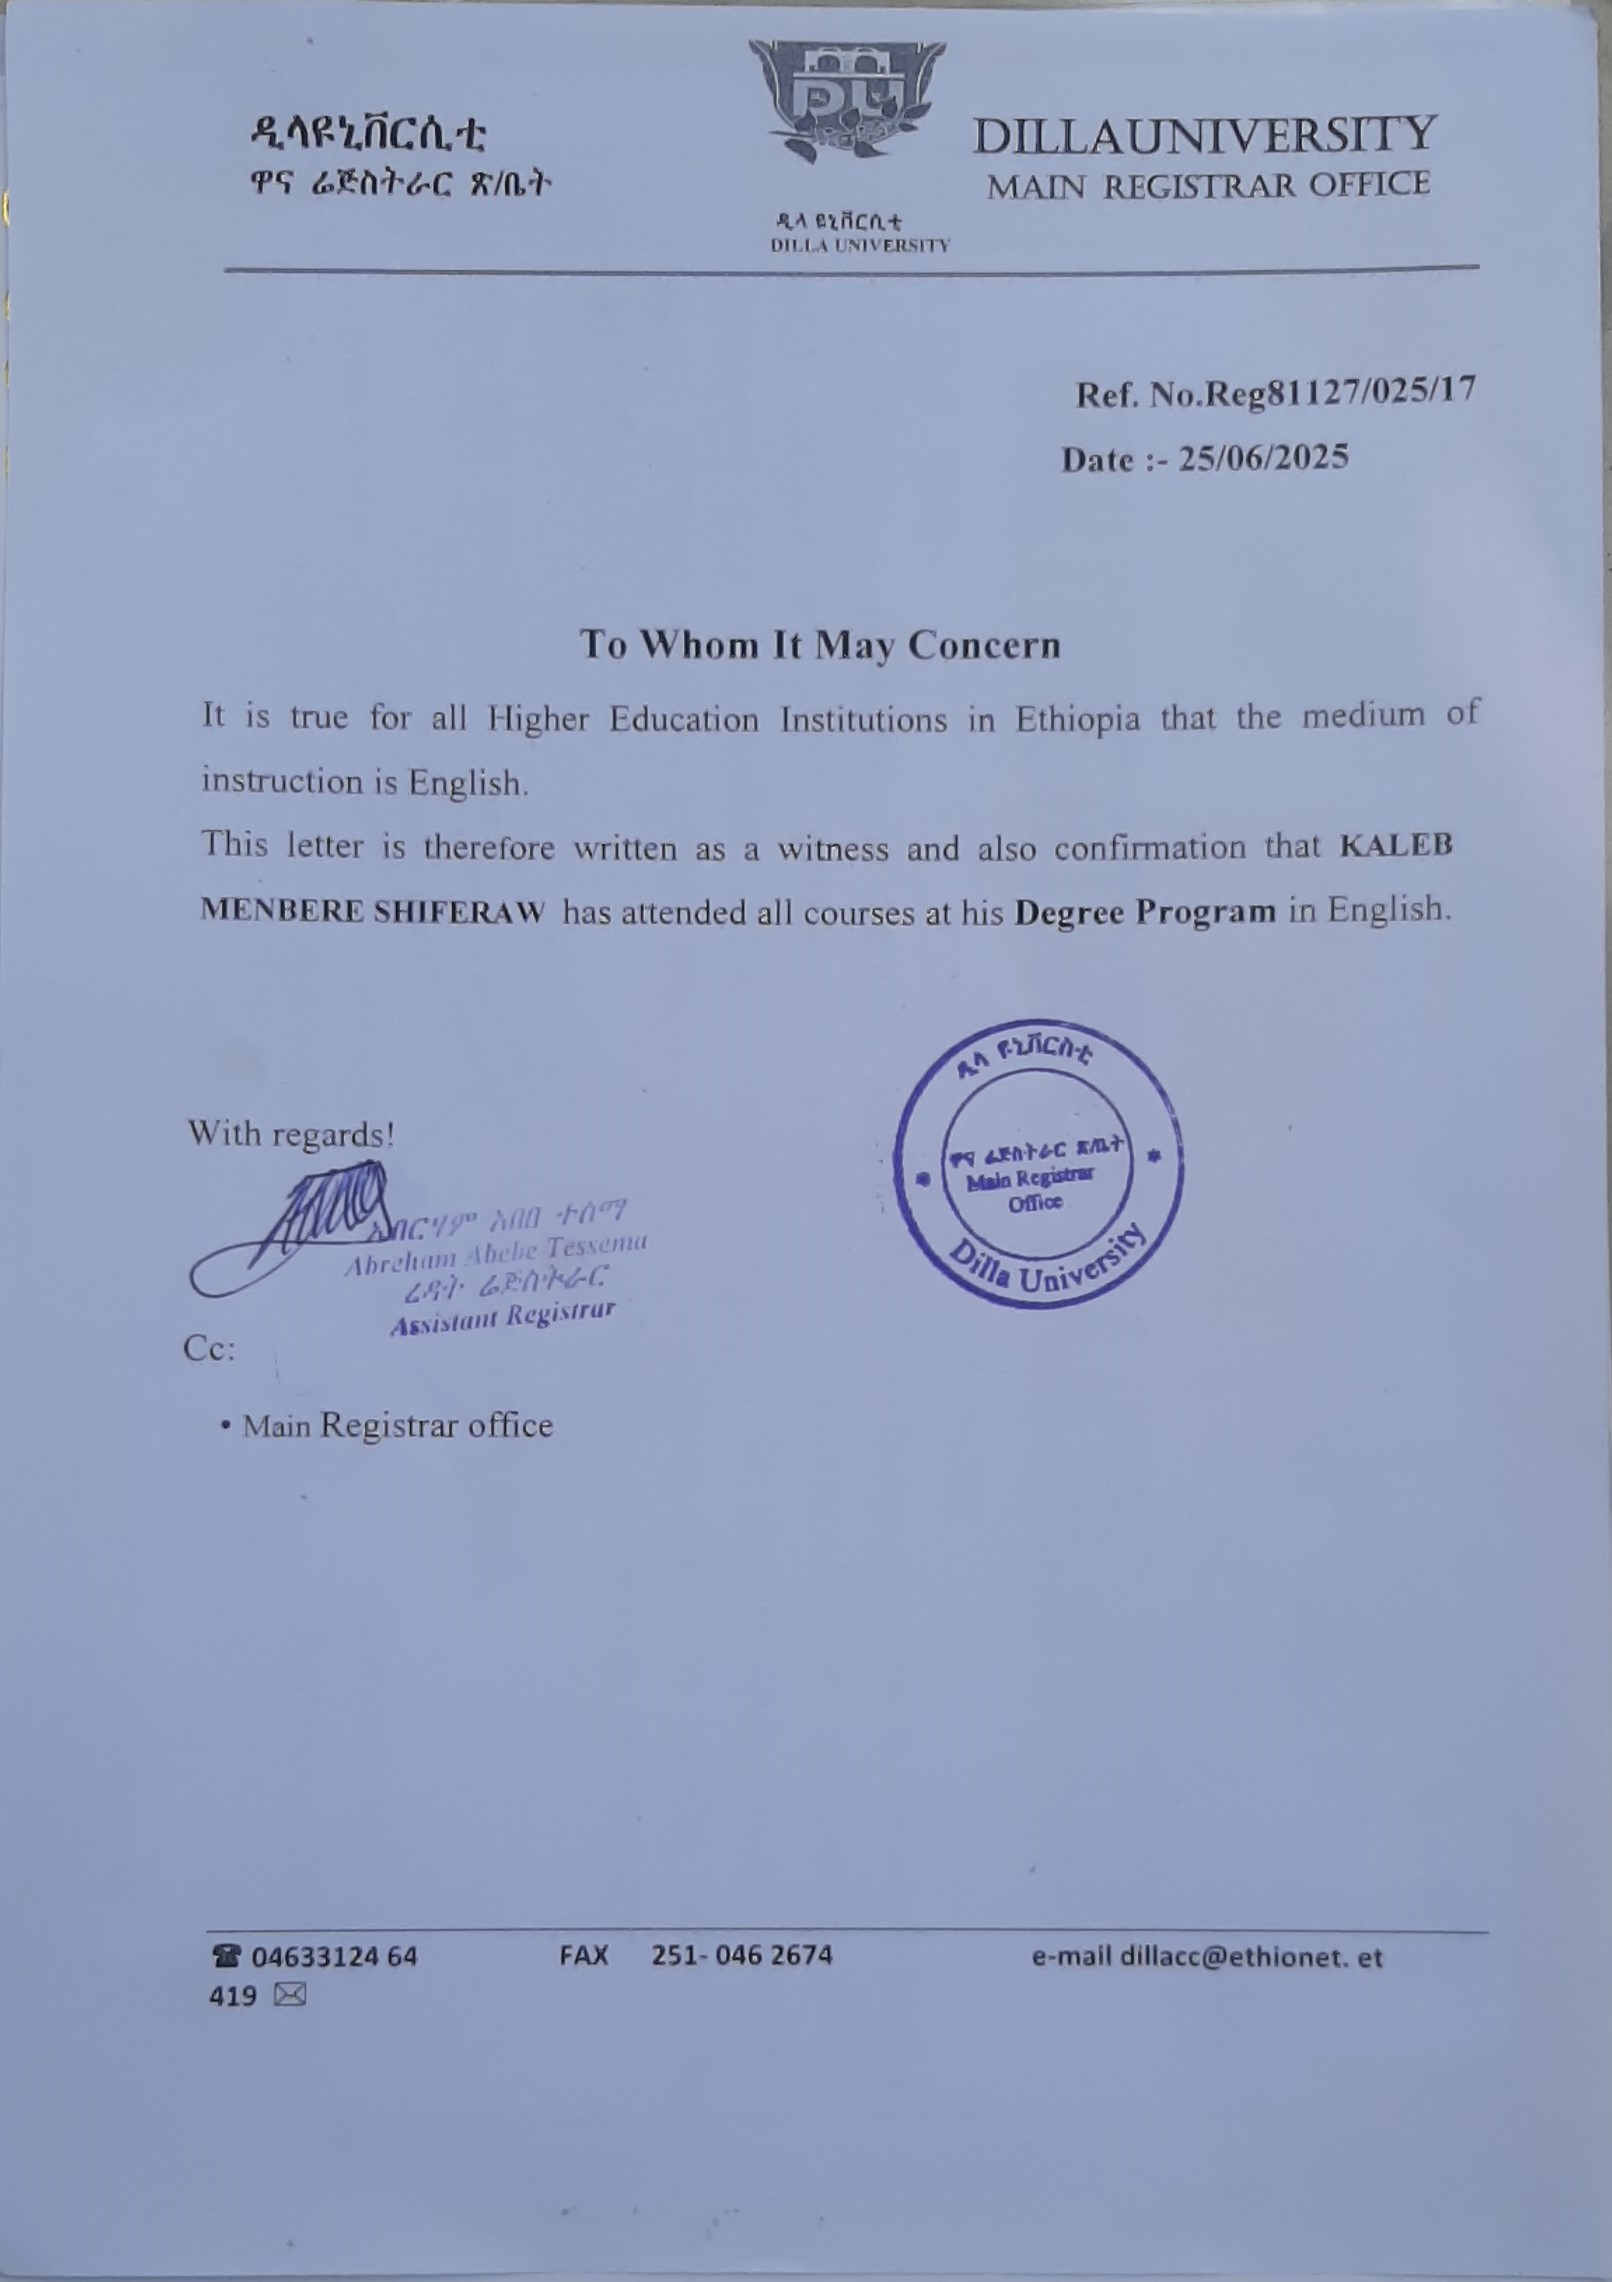 ዲላዩኒቨርሲቲ
ዋና ሬጅስትራር ጽ/ቤት
DU
ዲላ ዩኒቨርሲቲ
DILLA UNIVERSITY
DILLAUNIVERSITY
MAIN REGISTRAR OFFICE
Ref. No.Reg81127/025/17
Date :- 25/06/2025
To Whom It May Concern
It is true for all Higher Education Institutions in Ethiopia that the medium of
instruction is English.
This letter is therefore written as a witness and also confirmation that KALEB
MENBERE SHIFERAW has attended all courses at his Degree Program in English.
With regards!
አብርሃም አበበ ተሰማ
Abreham Abebe Tessema
ረዳት ሬጅስትራር
Assistant Registrar
ዲላ ዩኒቨርስቲ
ዋና ሬጅስትራር ጽ/ቤት
Main Registrar
Office
Dilla University
Cc:
• Main Registrar office
☎ 04633124 64 FAX 251- 046 2674 e-mail dillacc@ethionet. et
419 ✉